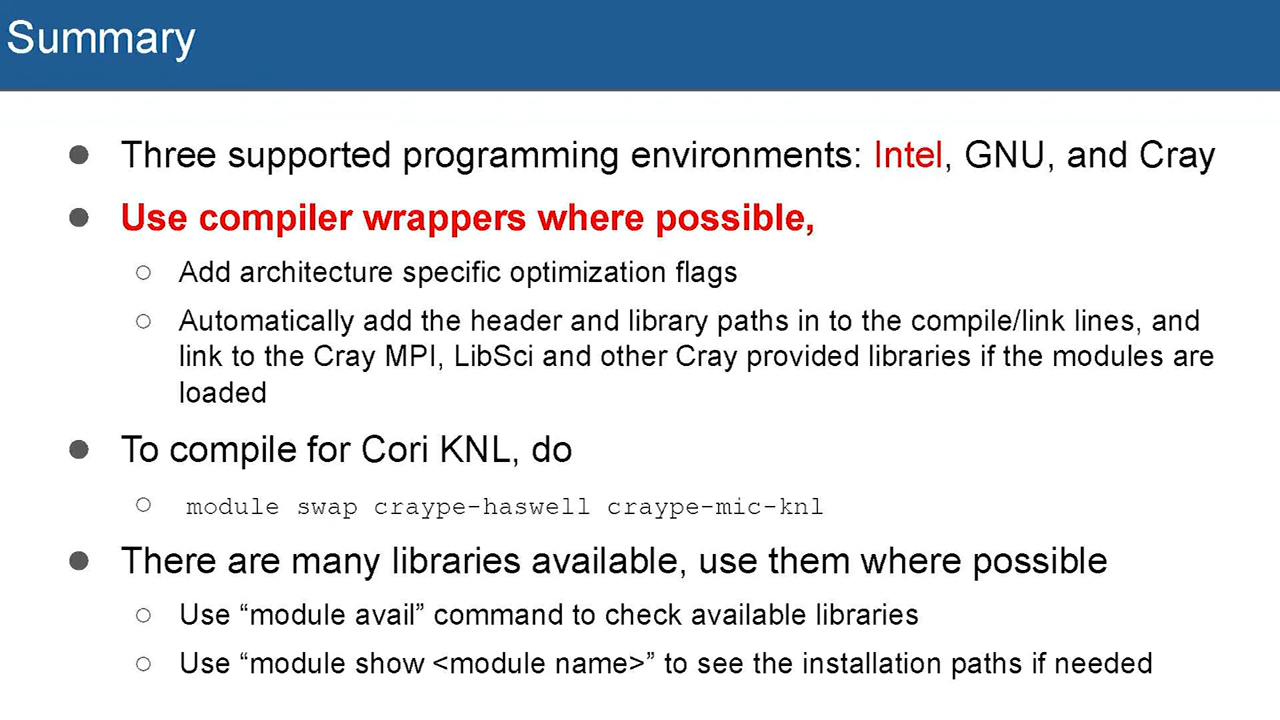 Summary
● Three supported programming environments: Intel, GNU, and Cray
● Use compiler wrappers where possible,
○ Add architecture specific optimization flags
○ Automatically add the header and library paths in to the compile/link lines, and
link to the Cray MPI, LibSci and other Cray provided libraries if the modules are
loaded
● To compile for Cori KNL, do
○ module swap craype-haswell craype-mic-knl
● There are many libraries available, use them where possible
○ Use “module avail” command to check available libraries
○ Use “module show <module name>” to see the installation paths if needed